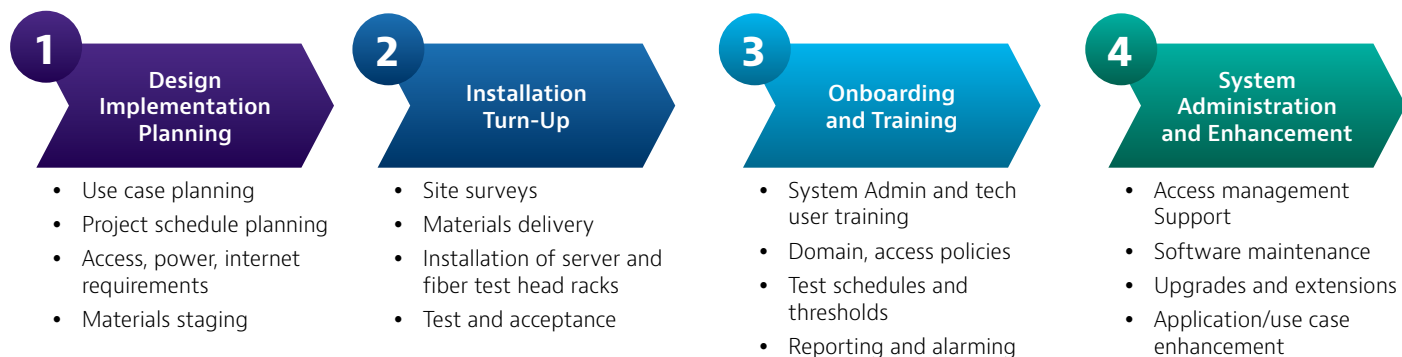 1
Design
Implementation
Planning
• Use case planning
• Project schedule planning
• Access, power, internet
requirements
• Materials staging
2
Installation
Turn-Up
• Site surveys
• Materials delivery
• Installation of server and
fiber test head racks
• Test and acceptance
3
Onboarding
and Training
• System Admin and tech
user training
• Domain, access policies
• Test schedules and
thresholds
• Reporting and alarming
4
System
Administration
and Enhancement
• Access management
Support
• Software maintenance
• Upgrades and extensions
• Application/use case
enhancement